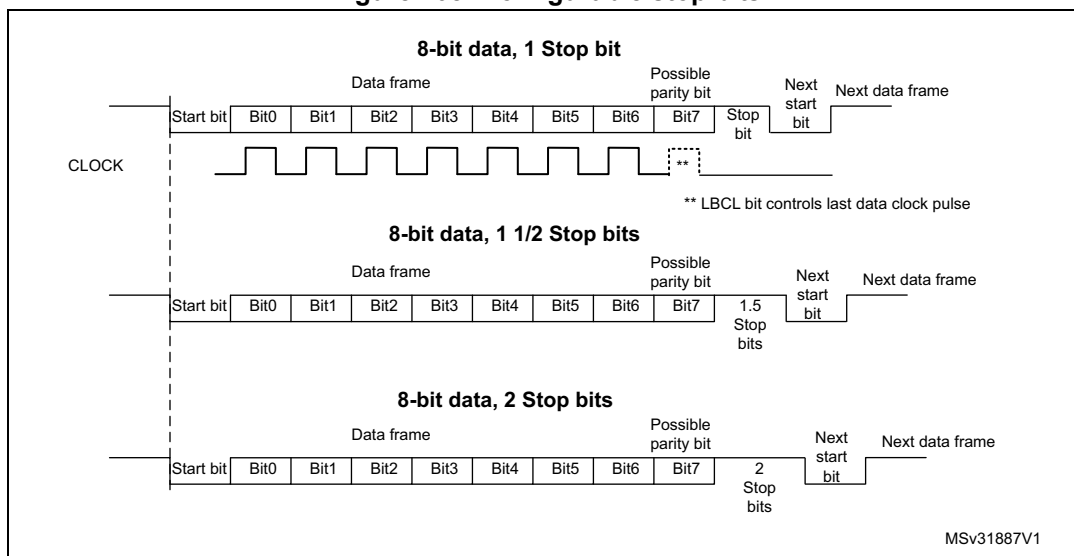 8-bit data, 1 Stop bit
Data frame
Possible parity bit
Next start bit
Next data frame
Start bit Bit0 Bit1 Bit2 Bit3 Bit4 Bit5 Bit6 Bit7 Stop bit
CLOCK
**
** LBCL bit controls last data clock pulse
8-bit data, 1 1/2 Stop bits
Data frame
Possible parity bit
Next start bit
Next data frame
Start bit Bit0 Bit1 Bit2 Bit3 Bit4 Bit5 Bit6 Bit7 1.5 Stop bits
8-bit data, 2 Stop bits
Data frame
Possible parity bit
Next start bit
Next data frame
Start bit Bit0 Bit1 Bit2 Bit3 Bit4 Bit5 Bit6 Bit7 2 Stop bits
MSv31887V1